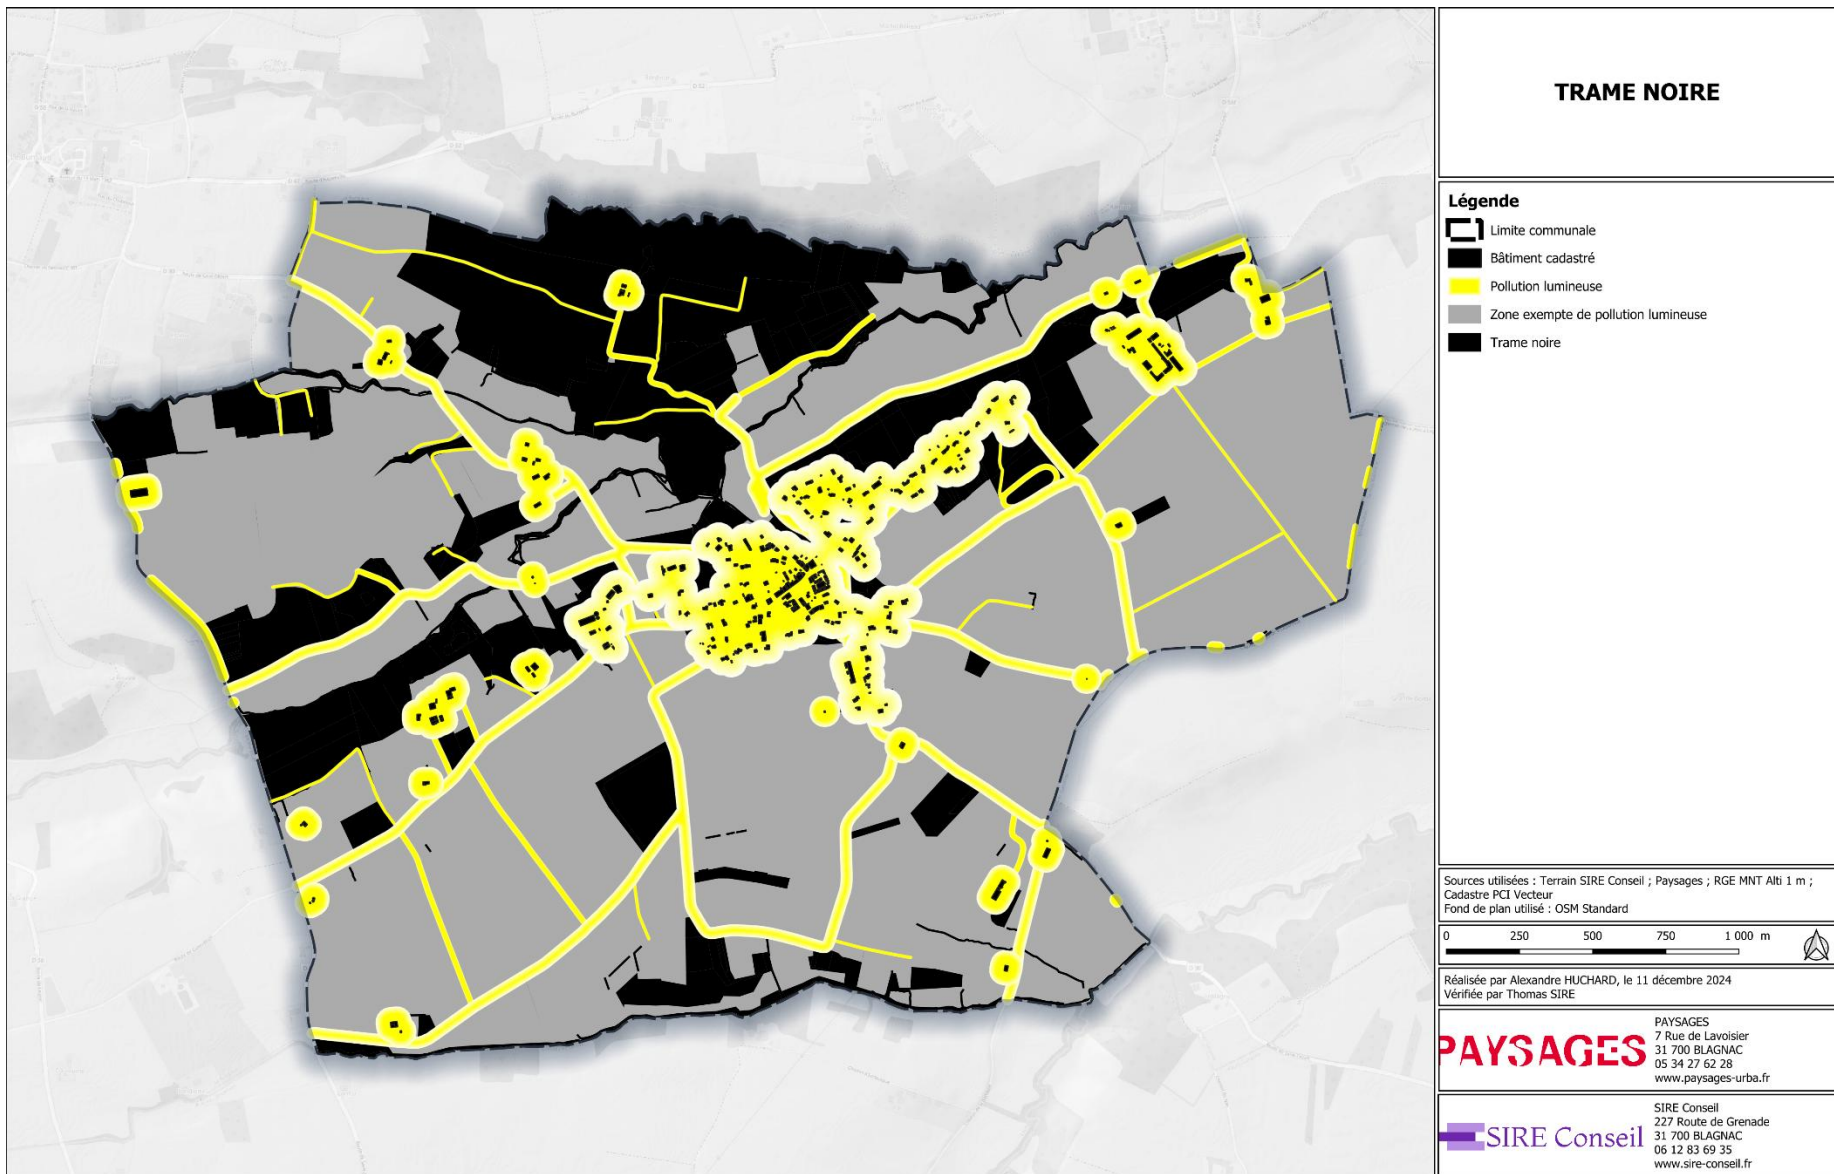 TRAME NOIRE
Légende
Limite communale
Bâtiment cadastré
Pollution lumineuse
Zone exempte de pollution lumineuse
Trame noire
Sources utilisées : Terrain SIRE Conseil ; Paysages ; RGE MNT Alti 1 m ;
Cadastre PCI Vecteur
Fond de plan utilisé : OSM Standard
0 250 500 750 1 000 m
Réalisée par Alexandre HUCHARD, le 11 décembre 2024
Vérifiée par Thomas SIRE
PAYSAGES
PAYSAGES
7 Rue de Lavoisier
31 700 BLAGNAC
05 34 27 62 28
www.paysages-urba.fr
SIRE Conseil
SIRE Conseil
227 Route de Grenade
31 700 BLAGNAC
06 12 83 69 35
www.sire-conseil.fr